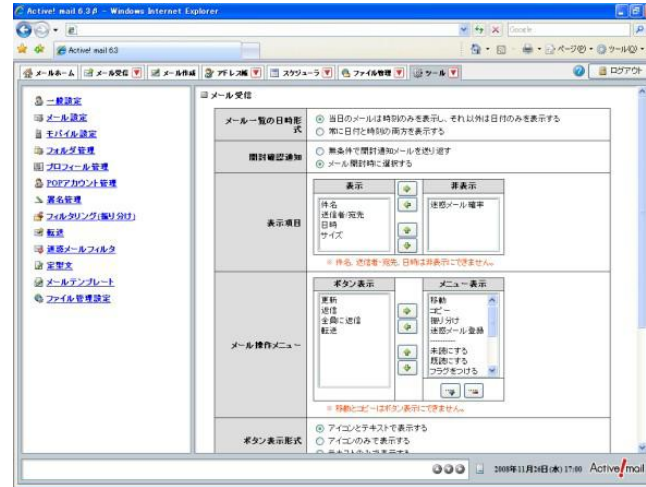 Active! mail 6.3β - Windows Internet Explorer
Google
Active! mail 6.3
ページ(P) ツール(O)
メールホーム メール受信 メール作成 アドレス帳 スケジューラ ファイル管理 ツール ログアウト
一般設定
メール設定
モバイル設定
フォルダ管理
プロフィール管理
POPアカウント管理
署名管理
フィルタリング(振り分け)
転送
迷惑メールフィルタ
定型文
メールテンプレート
ファイル管理設定
メール受信
メール一覧の日時形式
当日のメールは時刻のみを表示し、それ以外は日付のみを表示する
常に日付と時刻の両方を表示する
開封確認通知
無条件で開封通知メールを送り返す
メール開封時に選択する
表示項目
表示 非表示
件名 迷惑メール確率
送信者/宛先
日時
サイズ
※ 件名、送信者・宛先、日時は非表示にできません。
メール操作メニュー
ボタン表示 メニュー表示
更新 移動
返信 コピー
全員に返信 振り分け
転送 迷惑メール登録
----------
未読にする
既読にする
フラグをつける
※ 移動とコピーはボタン表示にできません。
ボタン表示形式
アイコンとテキストで表示する
アイコンのみで表示する
テキストのみで表示する
2008年11月26日(水) 17:00 Active! mail